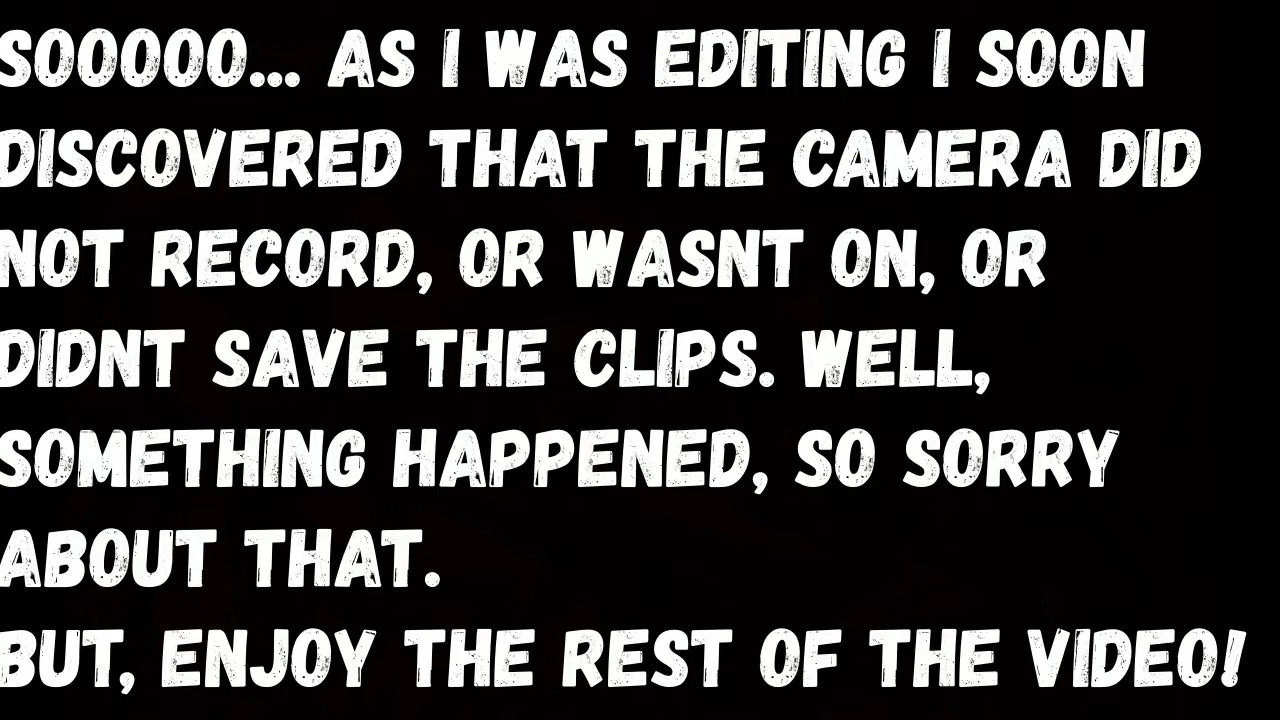 SOOOOO... AS I WAS EDITING I SOON
DISCOVERED THAT THE CAMERA DID
NOT RECORD, OR WASNT ON, OR
DIDNT SAVE THE CLIPS. WELL,
SOMETHING HAPPENED, SO SORRY
ABOUT THAT.
BUT, ENJOY THE REST OF THE VIDEO!